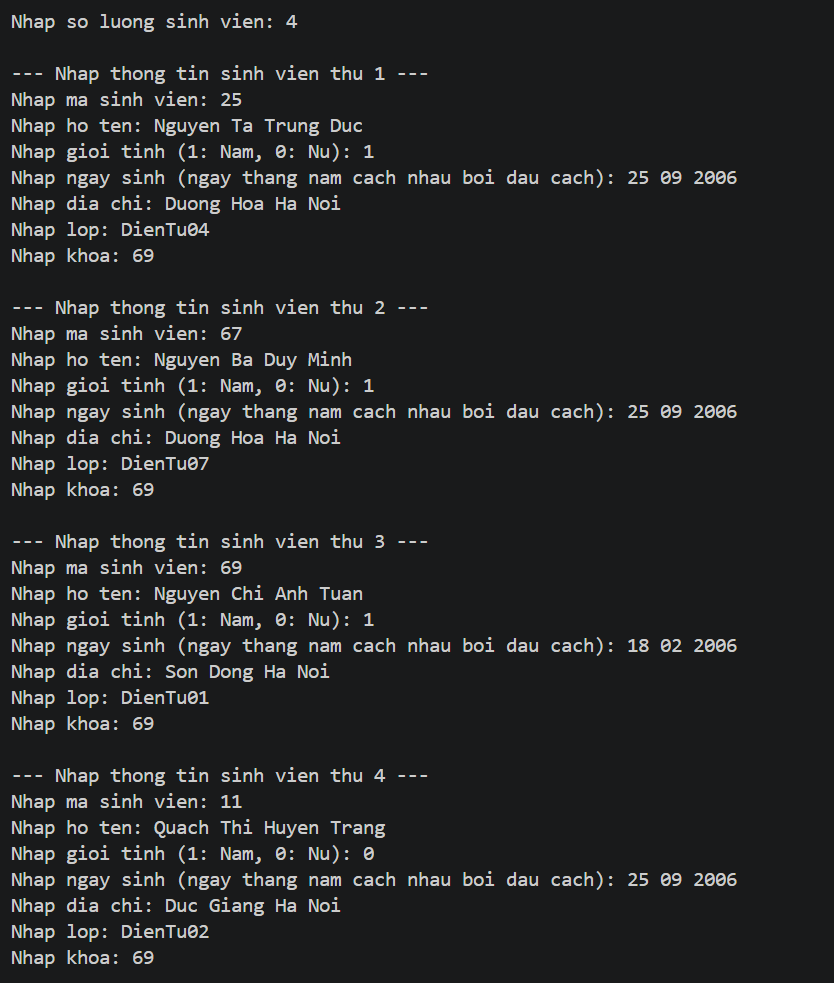 Nhap so luong sinh vien: 4
--- Nhap thong tin sinh vien thu 1 ---
Nhap ma sinh vien: 25
Nhap ho ten: Nguyen Ta Trung Duc
Nhap gioi tinh (1: Nam, 0: Nu): 1
Nhap ngay sinh (ngay thang nam cach nhau boi dau cach): 25 09 2006
Nhap dia chi: Duong Hoa Ha Noi
Nhap lop: DienTu04
Nhap khoa: 69
--- Nhap thong tin sinh vien thu 2 ---
Nhap ma sinh vien: 67
Nhap ho ten: Nguyen Ba Duy Minh
Nhap gioi tinh (1: Nam, 0: Nu): 1
Nhap ngay sinh (ngay thang nam cach nhau boi dau cach): 25 09 2006
Nhap dia chi: Duong Hoa Ha Noi
Nhap lop: DienTu07
Nhap khoa: 69
--- Nhap thong tin sinh vien thu 3 ---
Nhap ma sinh vien: 69
Nhap ho ten: Nguyen Chi Anh Tuan
Nhap gioi tinh (1: Nam, 0: Nu): 1
Nhap ngay sinh (ngay thang nam cach nhau boi dau cach): 18 02 2006
Nhap dia chi: Son Dong Ha Noi
Nhap lop: DienTu01
Nhap khoa: 69
--- Nhap thong tin sinh vien thu 4 ---
Nhap ma sinh vien: 11
Nhap ho ten: Quach Thi Huyen Trang
Nhap gioi tinh (1: Nam, 0: Nu): 0
Nhap ngay sinh (ngay thang nam cach nhau boi dau cach): 25 09 2006
Nhap dia chi: Duc Giang Ha Noi
Nhap lop: DienTu02
Nhap khoa: 69